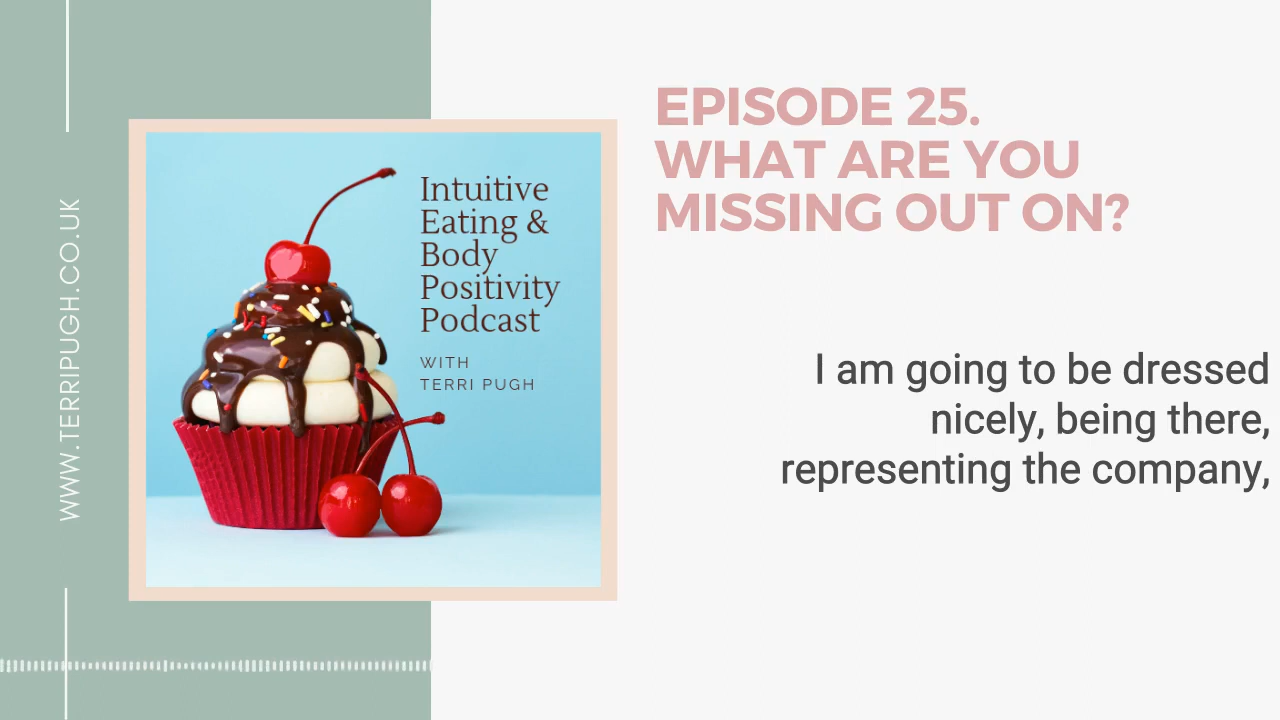 WWW.TERRIPUGH.CO.UK
Intuitive
Eating &
Body
Positivity
Podcast
WITH
TERRI PUGH
EPISODE 25.
WHAT ARE YOU
MISSING OUT ON?
I am going to be dressed
nicely, being there,
representing the company,